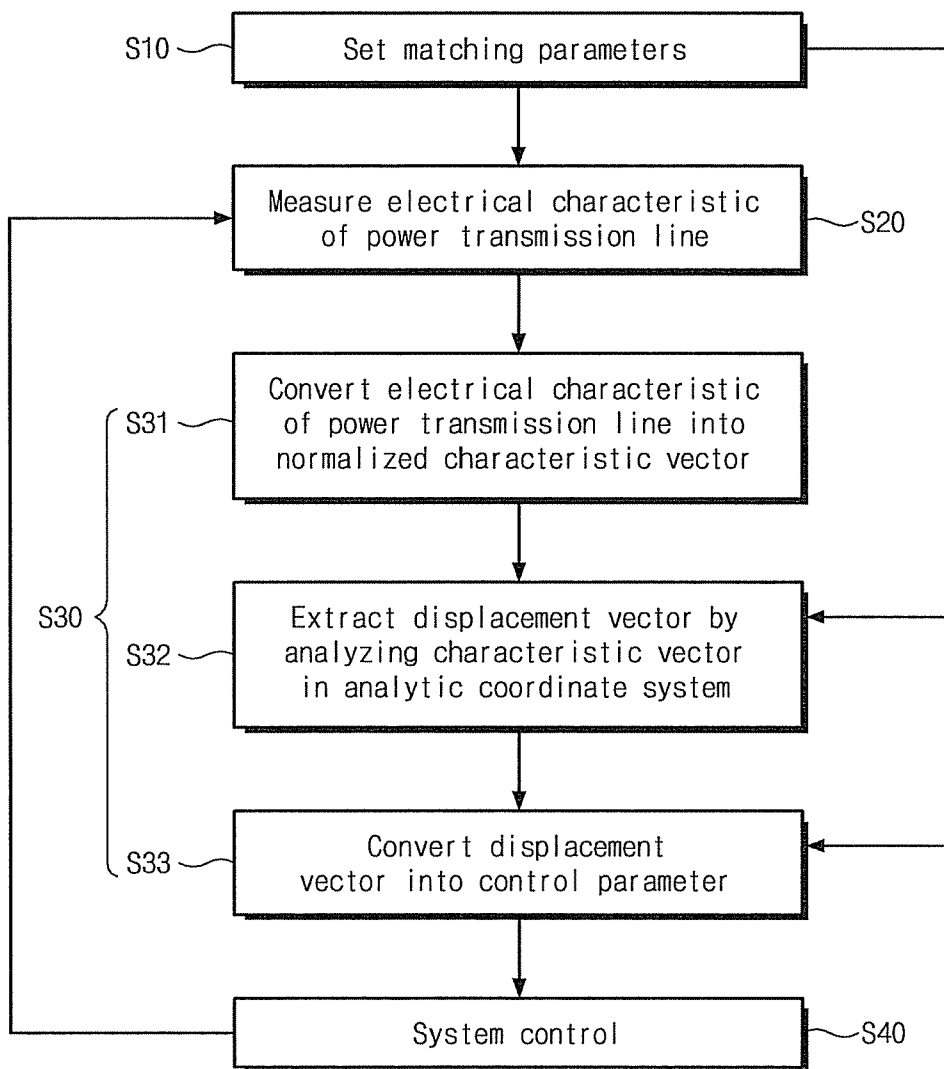 S10
Set matching parameters
Measure electrical characteristic
of power transmission line
S20
S31
Convert electrical characteristic
of power transmission line into
normalized characteristic vector
S30
S32
Extract displacement vector by
analyzing characteristic vector
in analytic coordinate system
S33
Convert displacement
vector into control parameter
System control
S40